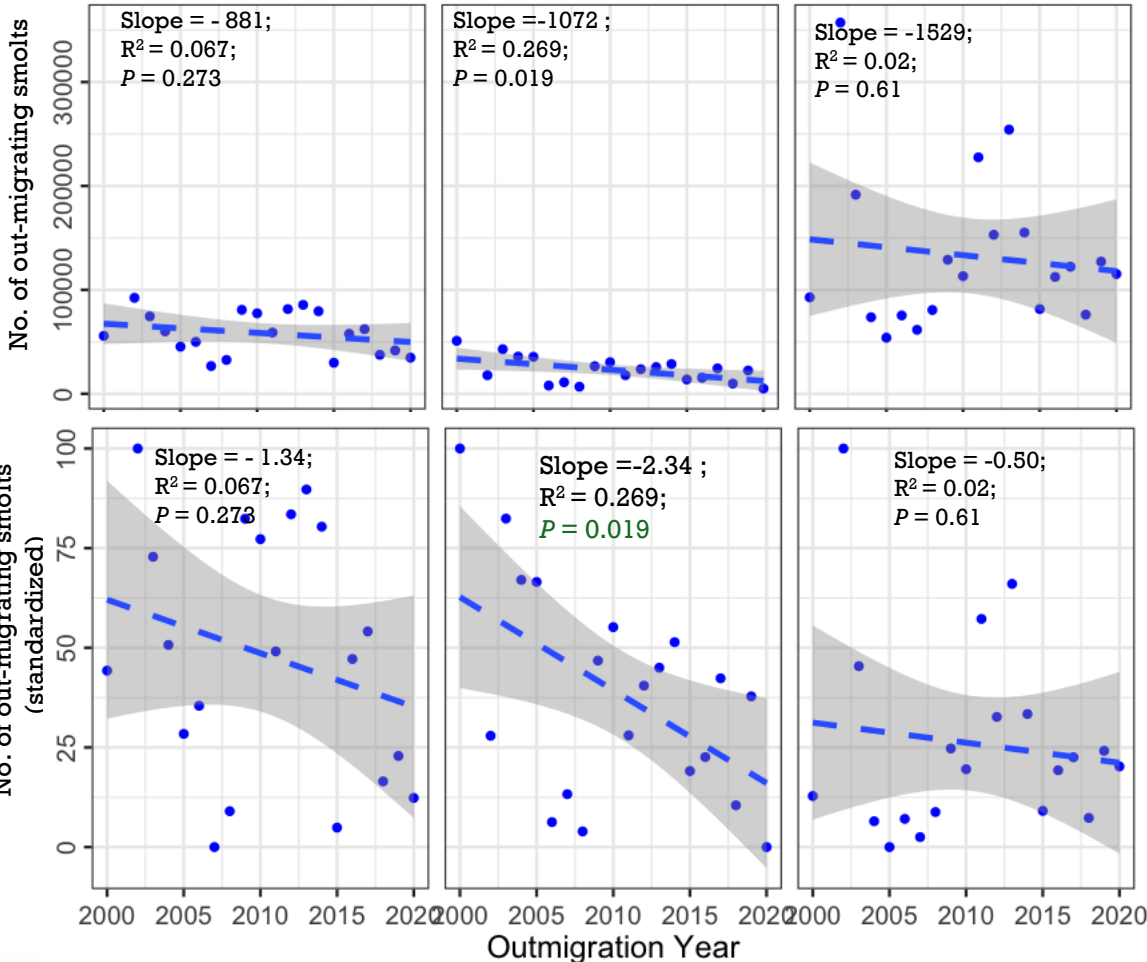 No. of out-migrating smolts
300000
200000
100000
0
Slope = - 881;
R² = 0.067;
P = 0.273
Slope =-1072 ;
R² = 0.269;
P = 0.019
Slope = -1529;
R² = 0.02;
P = 0.61
No. of out-migrating smolts
(standardized)
100
75
50
25
0
Slope = - 1.34;
R² = 0.067;
P = 0.273
Slope =-2.34 ;
R² = 0.269;
P = 0.019
Slope = -0.50;
R² = 0.02;
P = 0.61
2000 2005 2010 2015 2020
2000 2005 2010 2015 2020
2000 2005 2010 2015 2020
Outmigration Year